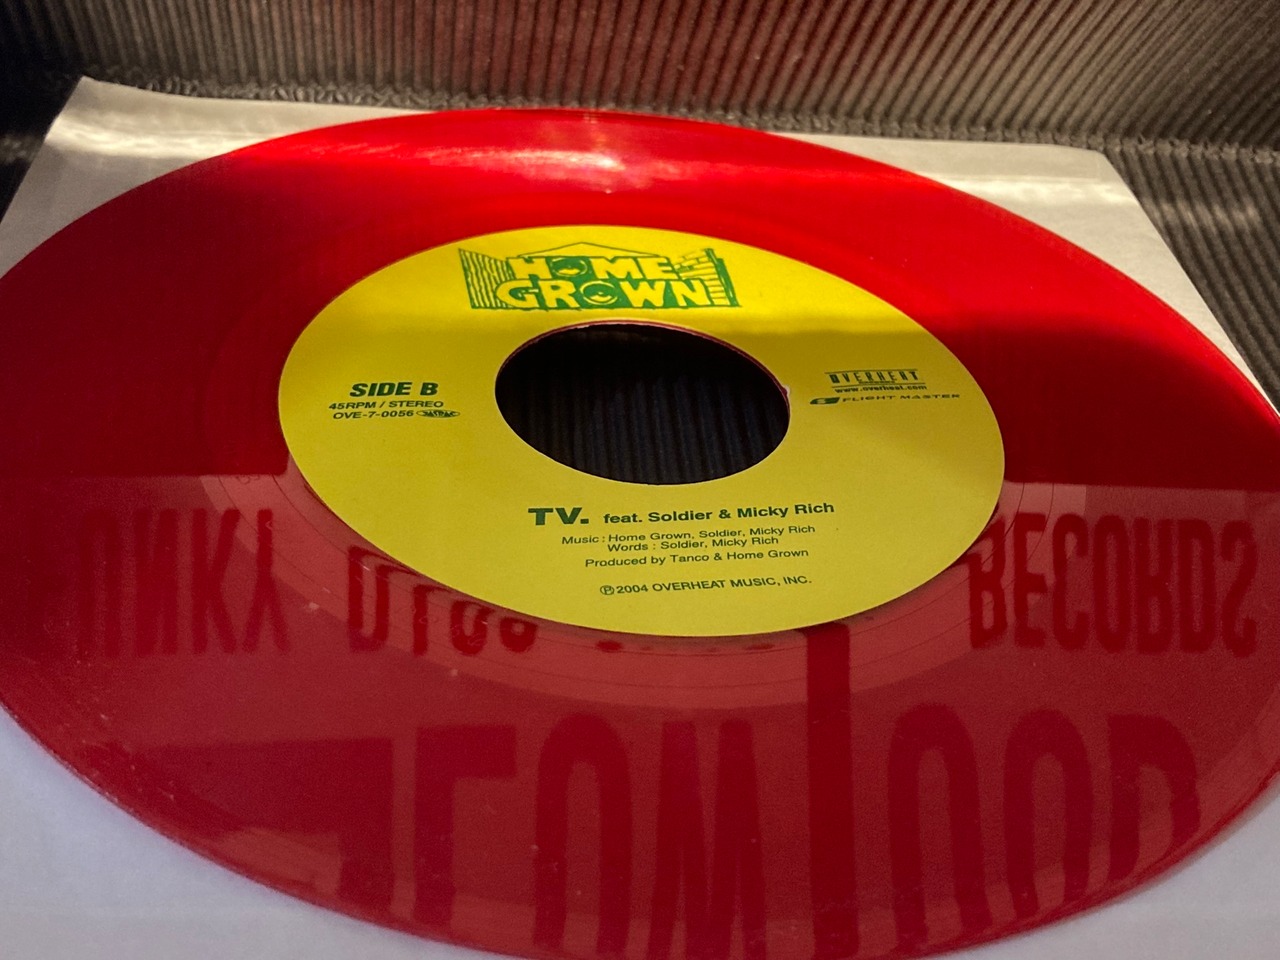 HOME
GROWN
SIDE B
45RPM / STEREO
OVE-7-0056
OVERHEAT
www.overheat.com
FLIGHT MASTER
TV. feat. Soldier & Micky Rich
Music : Home Grown, Soldier, Micky Rich
Words : Soldier, Micky Rich
Produced by Tanco & Home Grown
Ⓟ2004 OVERHEAT MUSIC, INC.
RECORDS